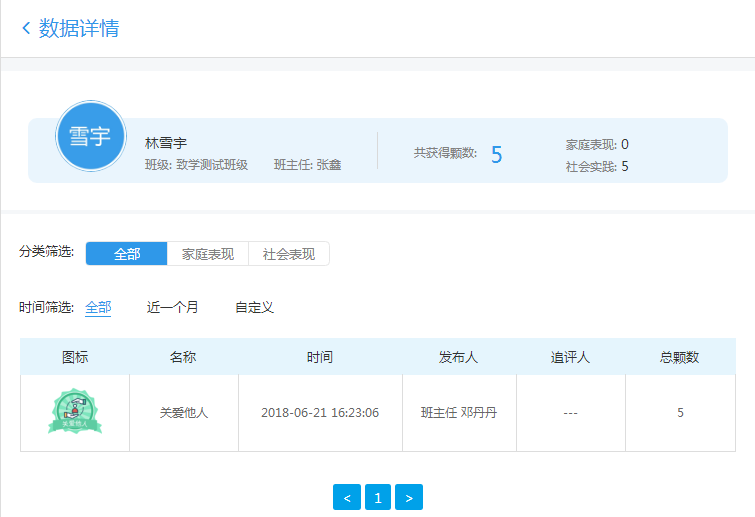 数据详情
雪宇
林雪宇
班级: 致学测试班级 班主任: 张鑫
共获得颗数: 5
家庭表现: 0
社会实践: 5
分类筛选: 全部 家庭表现 社会表现
时间筛选: 全部 近一个月 自定义
图标 名称 时间 发布人 追评人 总颗数
关爱他人 关爱他人 2018-06-21 16:23:06 班主任 邓丹丹 --- 5
< 1 >